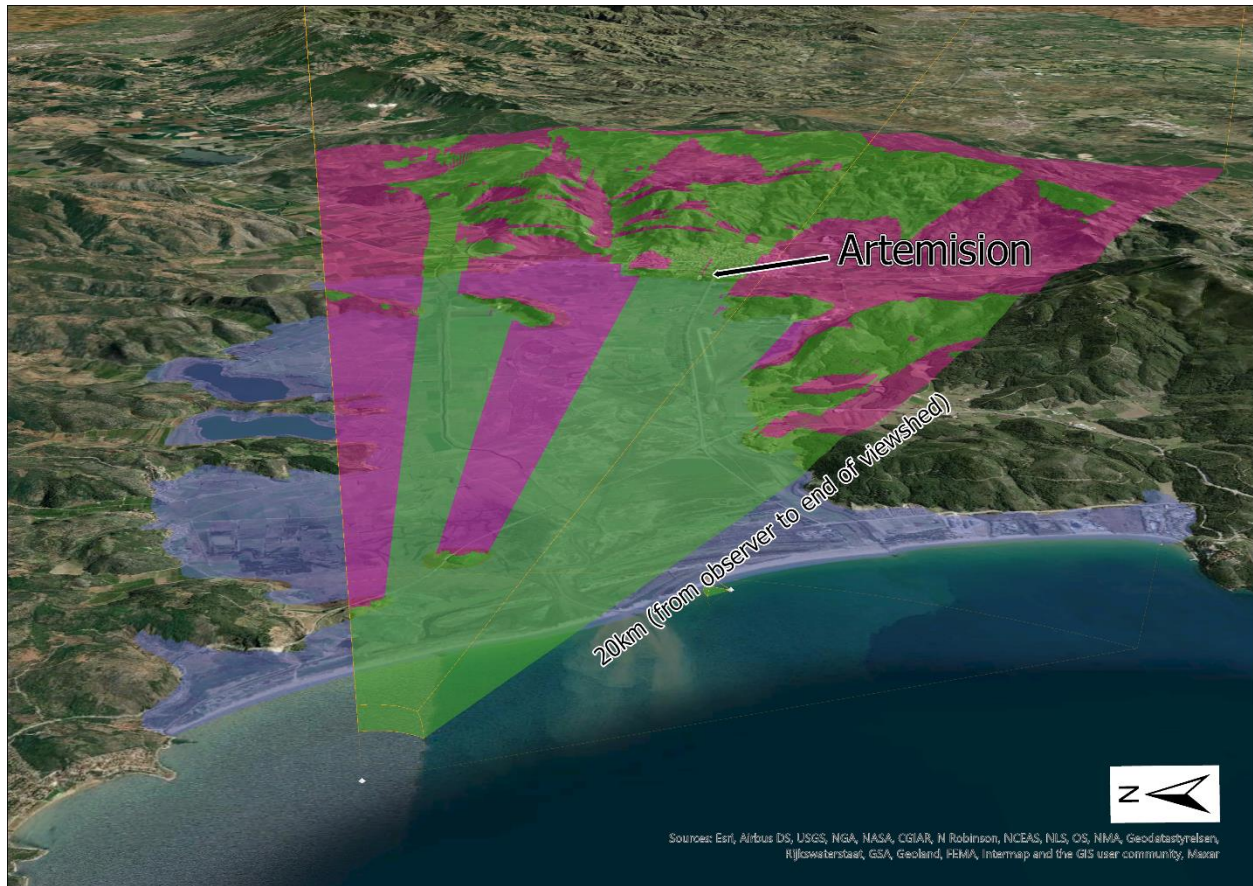 Artemision
20km (from observer to end of viewshed)
N
Sources: Esri, Airbus DS, USGS, NGA, NASA, CGIAR, N Robinson, NCEAS, NLS, OS, NMA, Geodatastyrelsen,
Rijkswaterstaat, GSA, Geoland, FEMA, Intermap and the GIS user community, Maxar